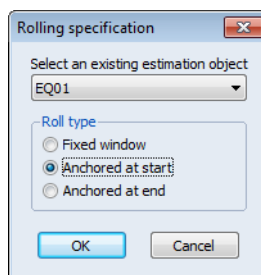 Rolling specification
Select an existing estimation object
EQ01
Roll type
Fixed window
Anchored at start
Anchored at end
OK
Cancel